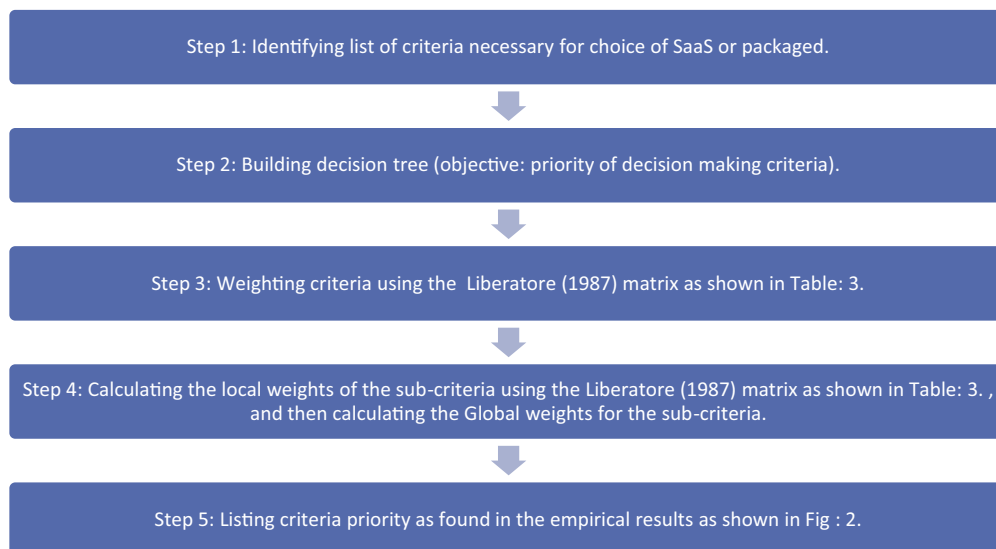 Step 1: Identifying list of criteria necessary for choice of SaaS or packaged.
Step 2: Building decision tree (objective: priority of decision making criteria).
Step 3: Weighting criteria using the  Liberatore (1987) matrix as shown in Table: 3.
Step 4: Calculating the local weights of the sub-criteria using the Liberatore (1987) matrix as shown in Table: 3. ,
and then calculating the Global weights for the sub-criteria.
Step 5: Listing criteria priority as found in the empirical results as shown in Fig : 2.